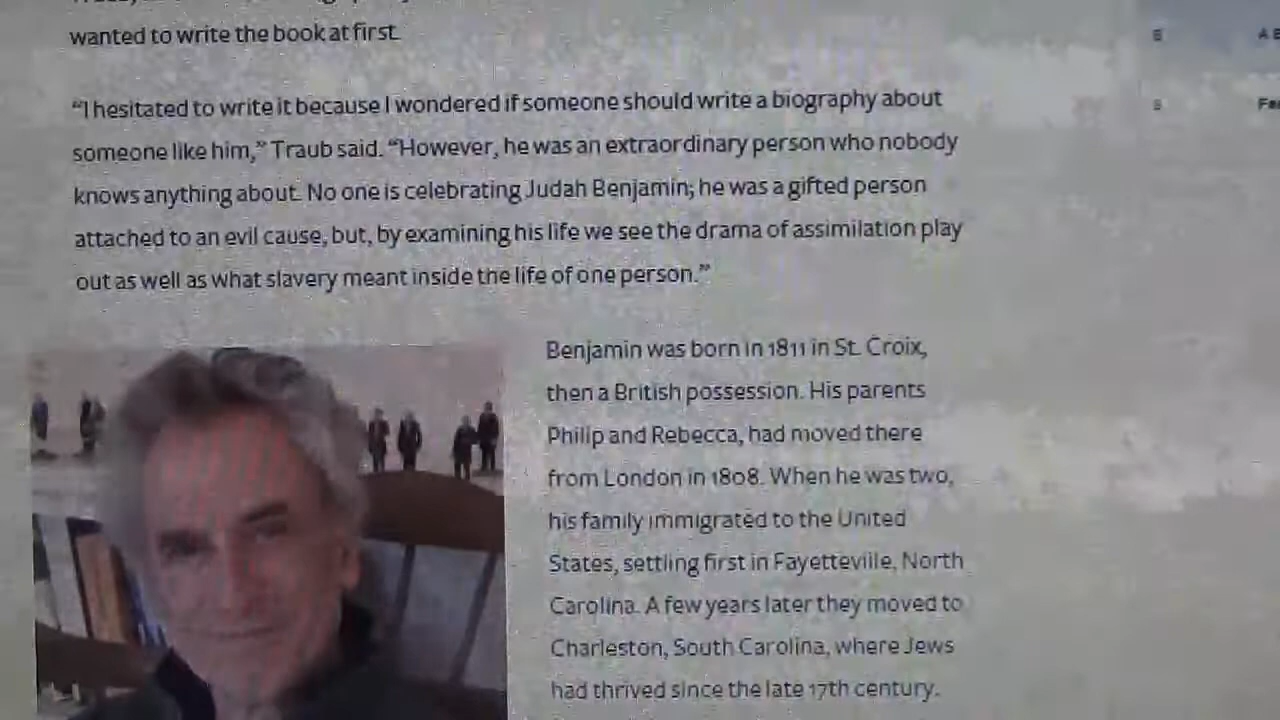 wanted to write the book at first.
“I hesitated to write it because I wondered if someone should write a biography about
someone like him,” Traub said. “However, he was an extraordinary person who nobody
knows anything about. No one is celebrating Judah Benjamin; he was a gifted person
attached to an evil cause, but, by examining his life we see the drama of assimilation play
out as well as what slavery meant inside the life of one person.”
Benjamin was born in 1811 in St. Croix,
then a British possession. His parents
Philip and Rebecca, had moved there
from London in 1808. When he was two,
his family immigrated to the United
States, settling first in Fayetteville, North
Carolina. A few years later they moved to
Charleston, South Carolina, where Jews
had thrived since the late 17th century.